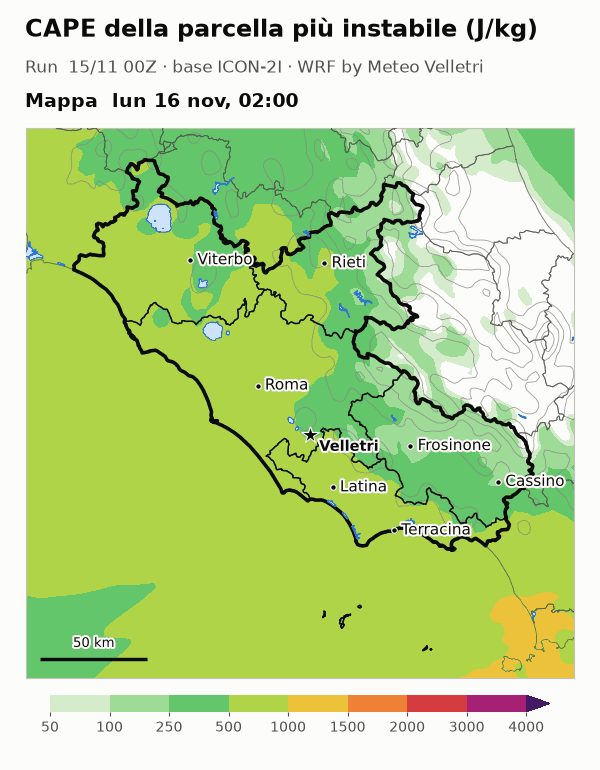 CAPE della parcella più instabile (J/kg)
Run  15/11 00Z · base ICON-2I · WRF by Meteo Velletri
Mappa  lun 16 nov, 02:00
Viterbo
Rieti
Roma
Velletri
Frosinone
Latina
Cassino
Terracina
50 km
50 100 250 500 1000 1500 2000 3000 4000